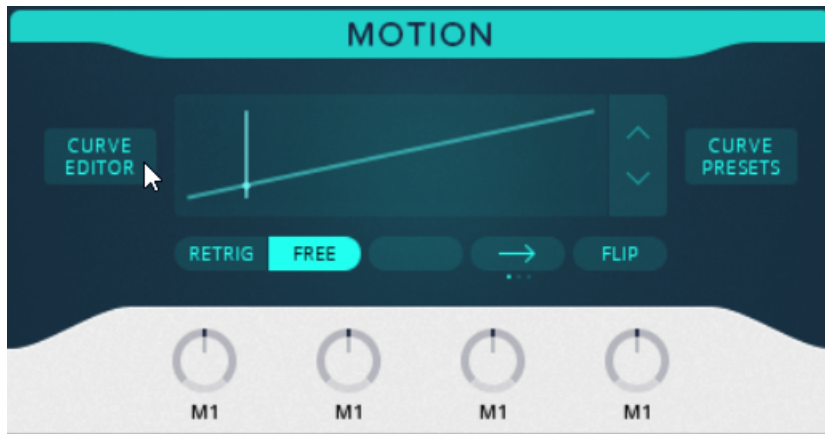 MOTION
CURVE
EDITOR
CURVE
PRESETS
RETRIG FREE FLIP
M1 M1 M1 M1